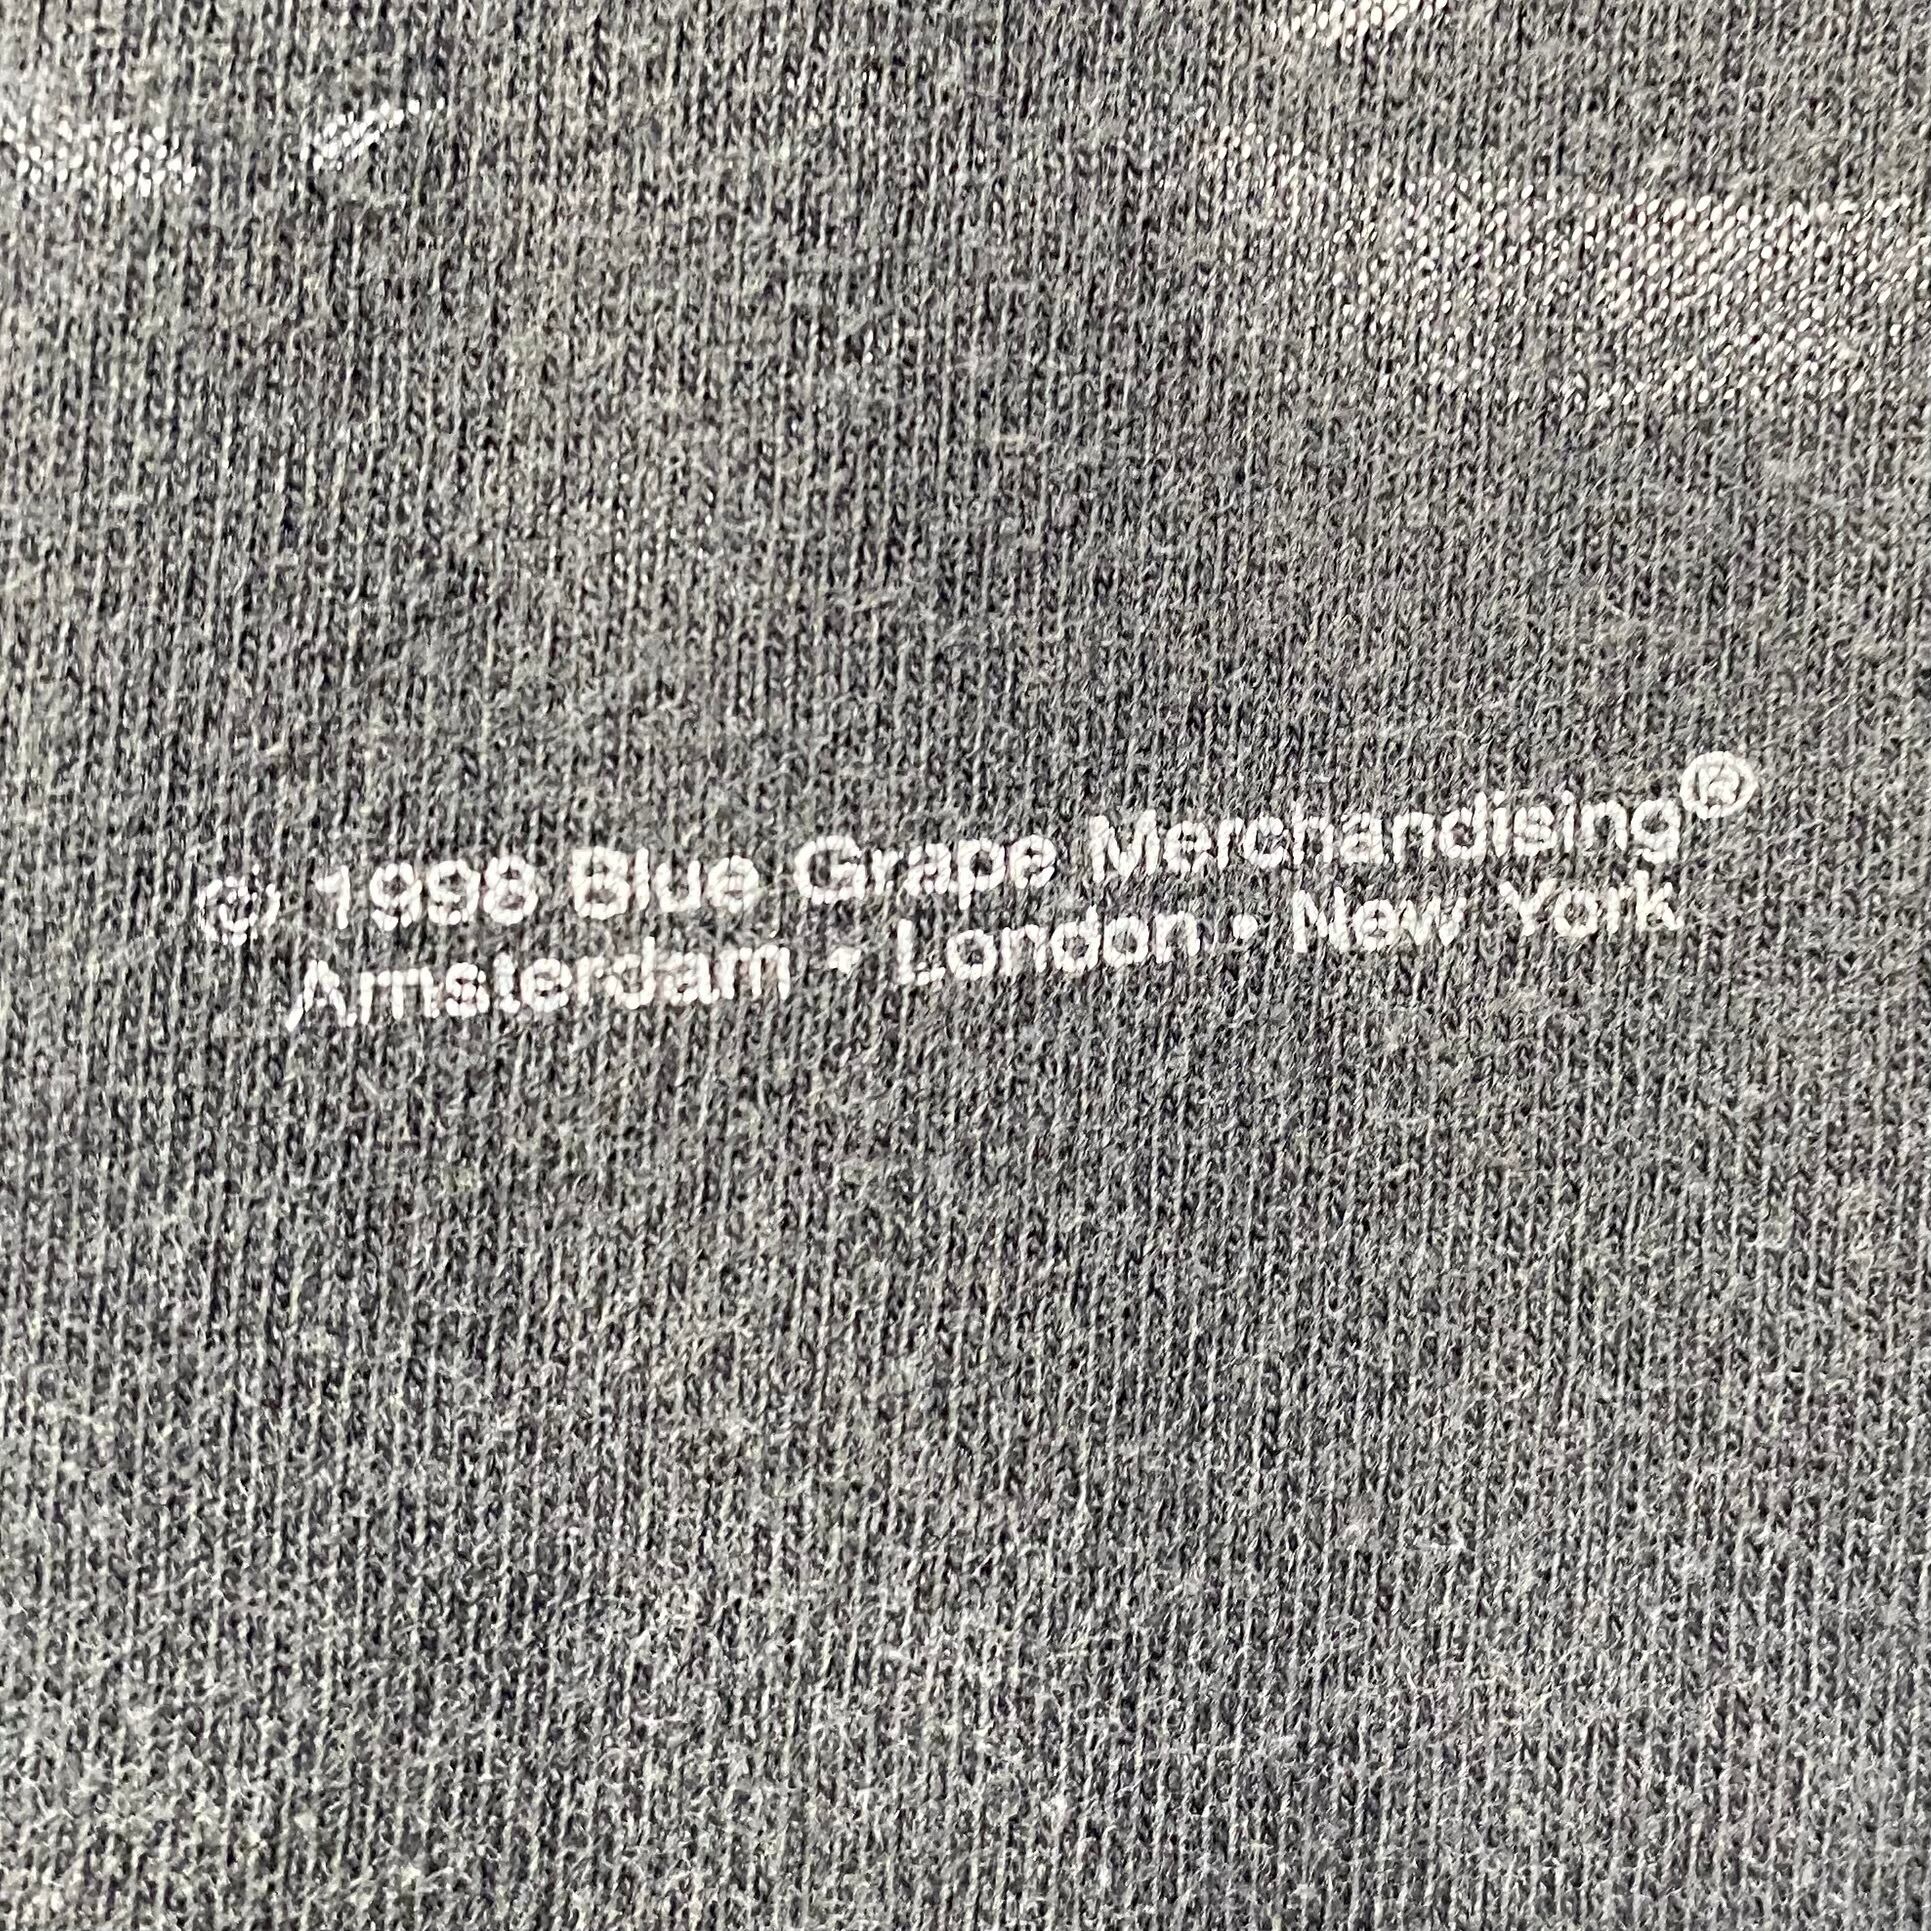 © 1998 Blue Grape Merchandising®
Amsterdam • London • New York